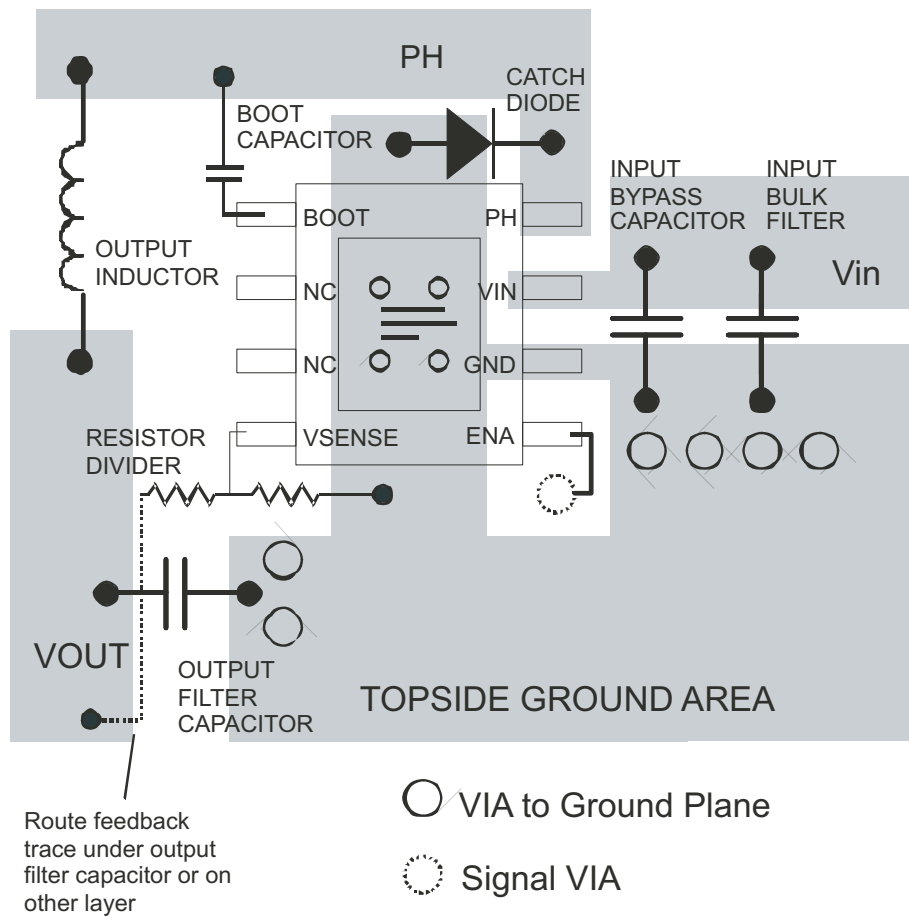 PH
CATCH
DIODE
BOOT
CAPACITOR
INPUT
BYPASS
CAPACITOR
INPUT
BULK
FILTER
BOOT
PH
OUTPUT
INDUCTOR
NC
VIN
Vin
NC
GND
RESISTOR
DIVIDER
VSENSE
ENA
VOUT
OUTPUT
FILTER
CAPACITOR
TOPSIDE GROUND AREA
Route feedback
trace under output
filter capacitor or on
other layer
VIA to Ground Plane
Signal VIA